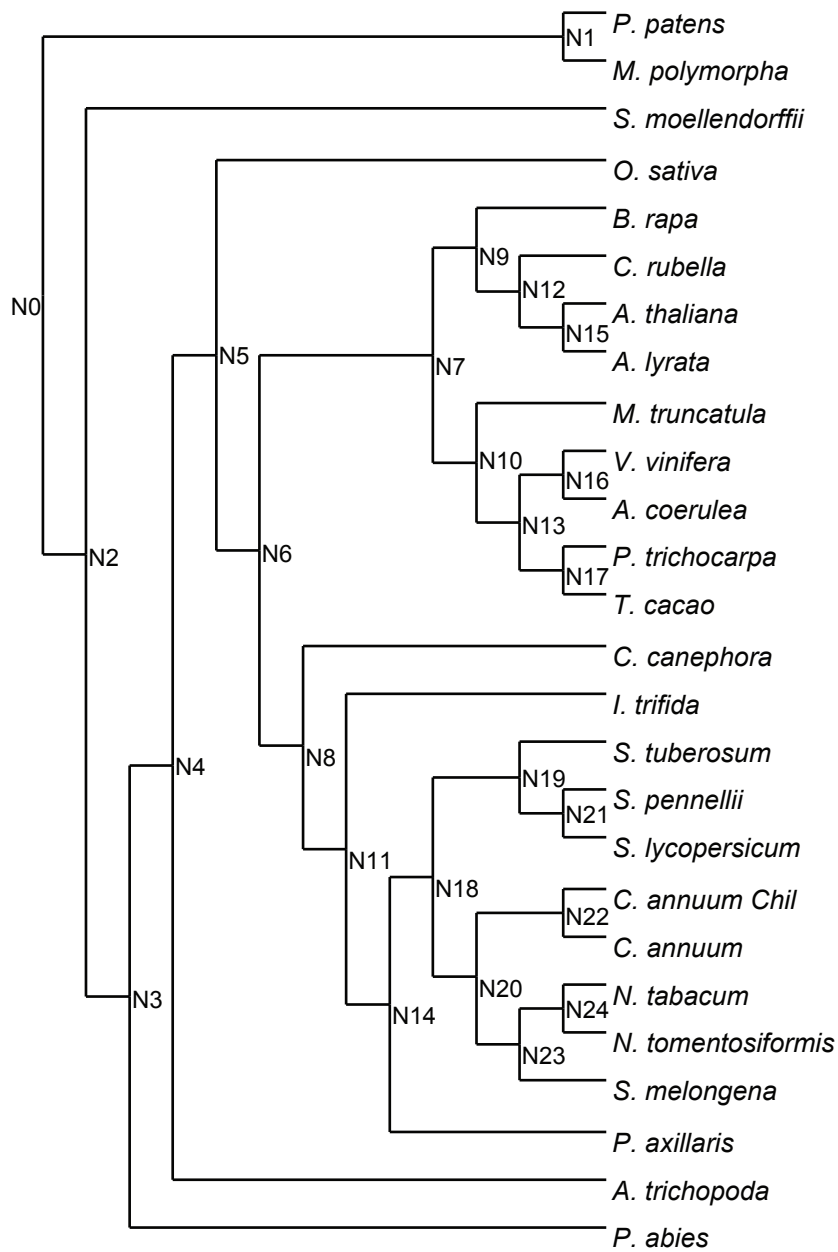 P. patens
N1
M. polymorpha
S. moellendorffii
O. sativa
B. rapa
N9
C. rubella
N12
N0
A. thaliana
N15
N5
A. lyrata
N7
M. truncatula
N10
V. vinifera
N16
A. coerulea
N13
N2
N6
P. trichocarpa
N17
T. cacao
C. canephora
I. trifida
N8
S. tuberosum
N4
N19
S. pennellii
N21
S. lycopersicum
N11
N18
C. annuum Chil
N22
C. annuum
N20
N3
N. tabacum
N24
N14
N. tomentosiformis
N23
S. melongena
P. axillaris
A. trichopoda
P. abies